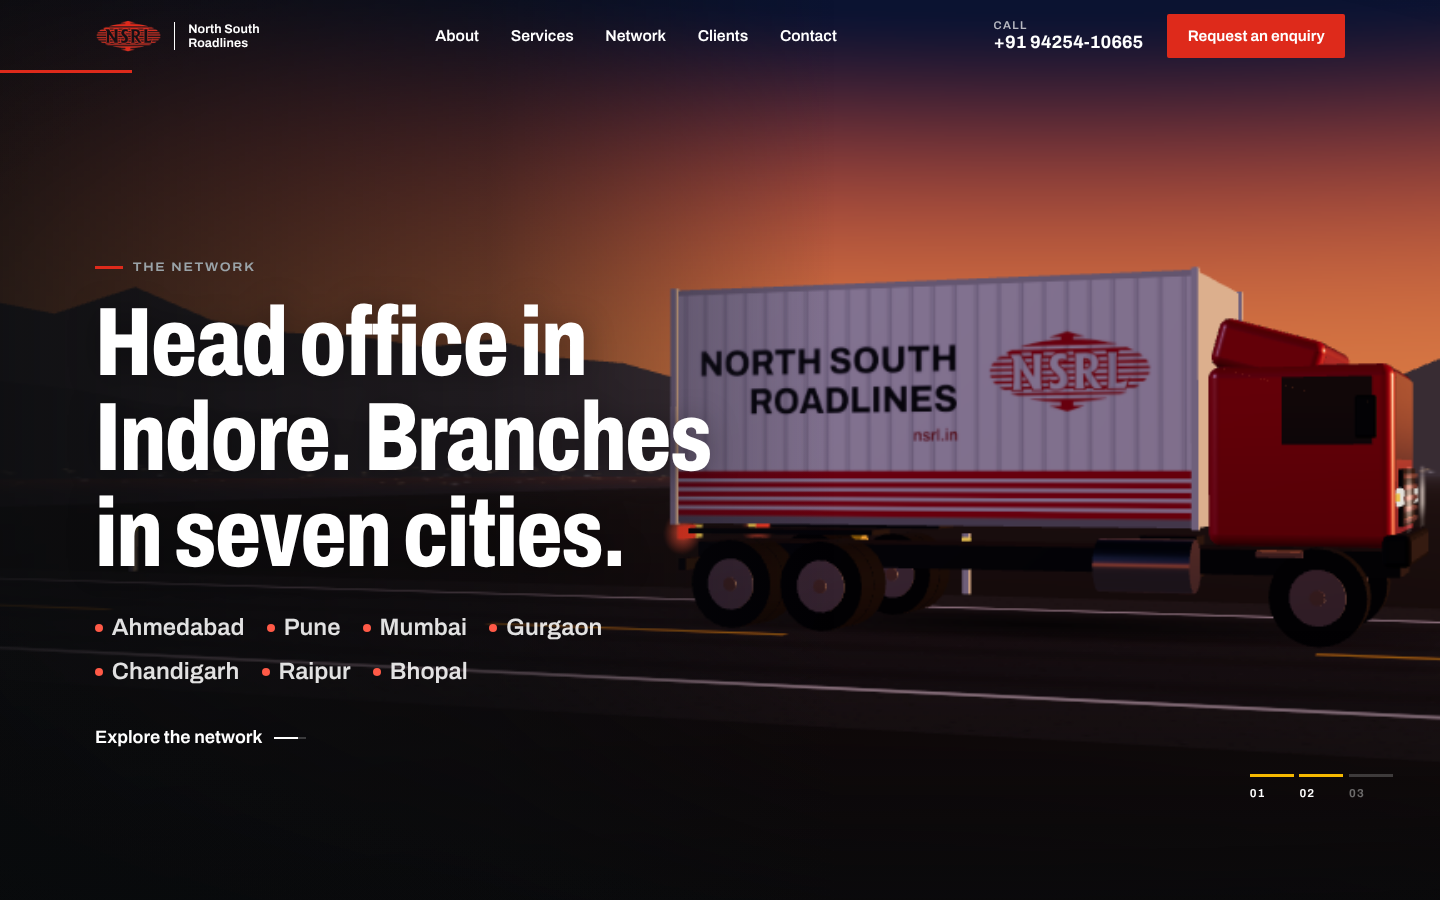 NSRL
North South
Roadlines
About
Services
Network
Clients
Contact
CALL
+91 94254-10665
Request an enquiry
THE NETWORK
Head office in
Indore. Branches
in seven cities.
NORTH SOUTH
ROADLINES
NSRL
nsrl.in
Ahmedabad
Pune
Mumbai
Gurgaon
Chandigarh
Raipur
Bhopal
Explore the network
01
02
03